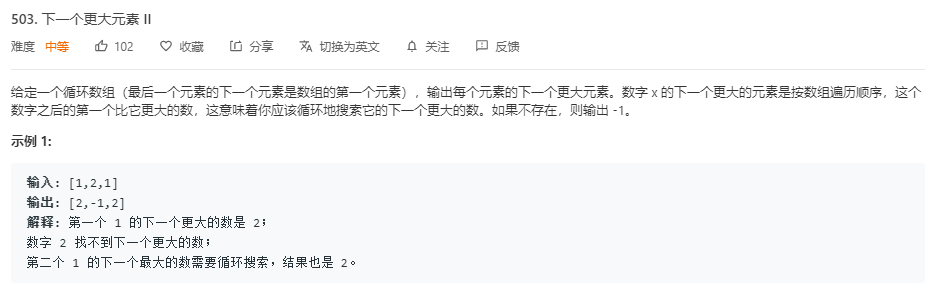 503. 下一个更大元素 II
难度 中等 102 收藏 分享 切换为英文 关注 反馈
给定一个循环数组（最后一个元素的下一个元素是数组的第一个元素），输出每个元素的下一个更大元素。数字 x 的下一个更大的元素是按数组遍历顺序，这个
数字之后的第一个比它更大的数，这意味着你应该循环地搜索它的下一个更大的数。如果不存在，则输出 -1。
示例 1:
输入: [1,2,1]
输出: [2,-1,2]
解释: 第一个 1 的下一个更大的数是 2；
数字 2 找不到下一个更大的数；
第二个 1 的下一个最大的数需要循环搜索，结果也是 2。